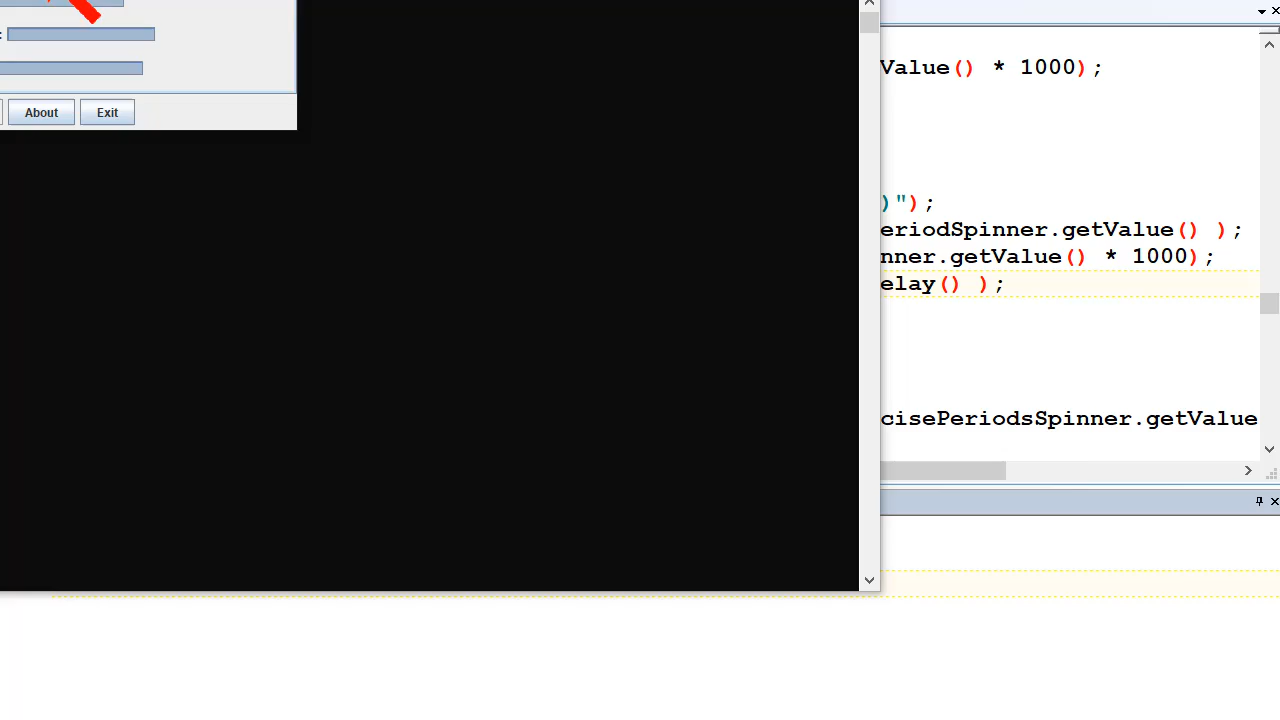 :
About Exit
Value() * 1000);
)");
eriodSpinner.getValue() );
nner.getValue() * 1000);
elay() );
cisePeriodsSpinner.getValue